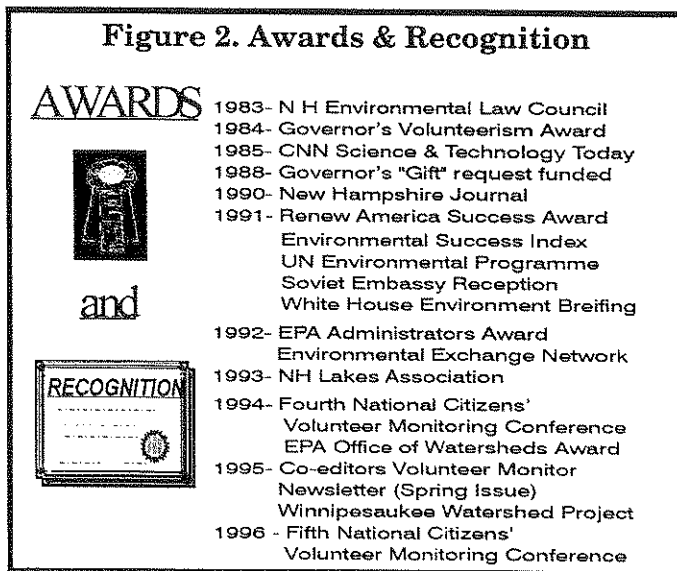 Figure 2. Awards & Recognition
AWARDS
and
RECOGNITION
1983- N H Environmental Law Council
1984- Governor's Volunteerism Award
1985- CNN Science & Technology Today
1988- Governor's "Gift" request funded
1990- New Hampshire Journal
1991- Renew America Success Award
Environmental Success Index
UN Environmental Programme
Soviet Embassy Reception
White House Environment Breifing
1992- EPA Administrators Award
Environmental Exchange Network
1993- NH Lakes Association
1994- Fourth National Citizens'
Volunteer Monitoring Conference
EPA Office of Watersheds Award
1995- Co-editors Volunteer Monitor
Newsletter (Spring Issue)
Winnipesaukee Watershed Project
1996 - Fifth National Citizens'
Volunteer Monitoring Conference